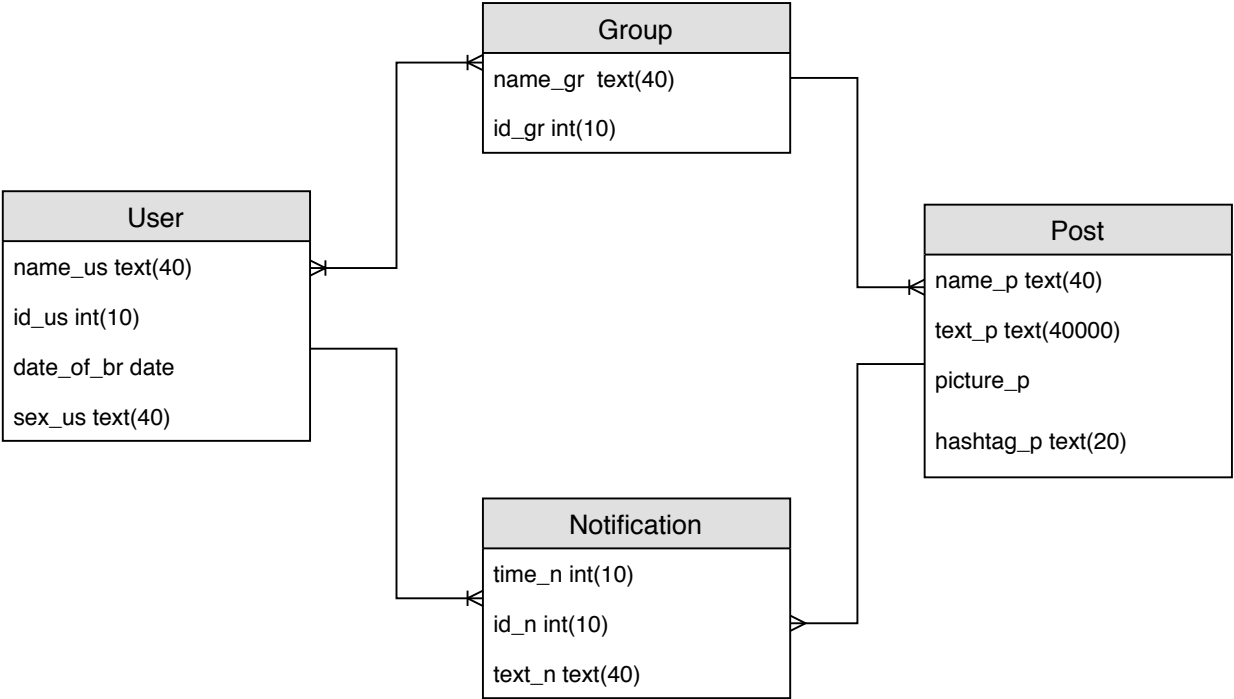 Group
name_gr  text(40)
id_gr int(10)
User
name_us text(40)
id_us int(10)
date_of_br date
sex_us text(40)
Post
name_p text(40)
text_p text(40000)
picture_p
hashtag_p text(20)
Notification
time_n int(10)
id_n int(10)
text_n text(40)